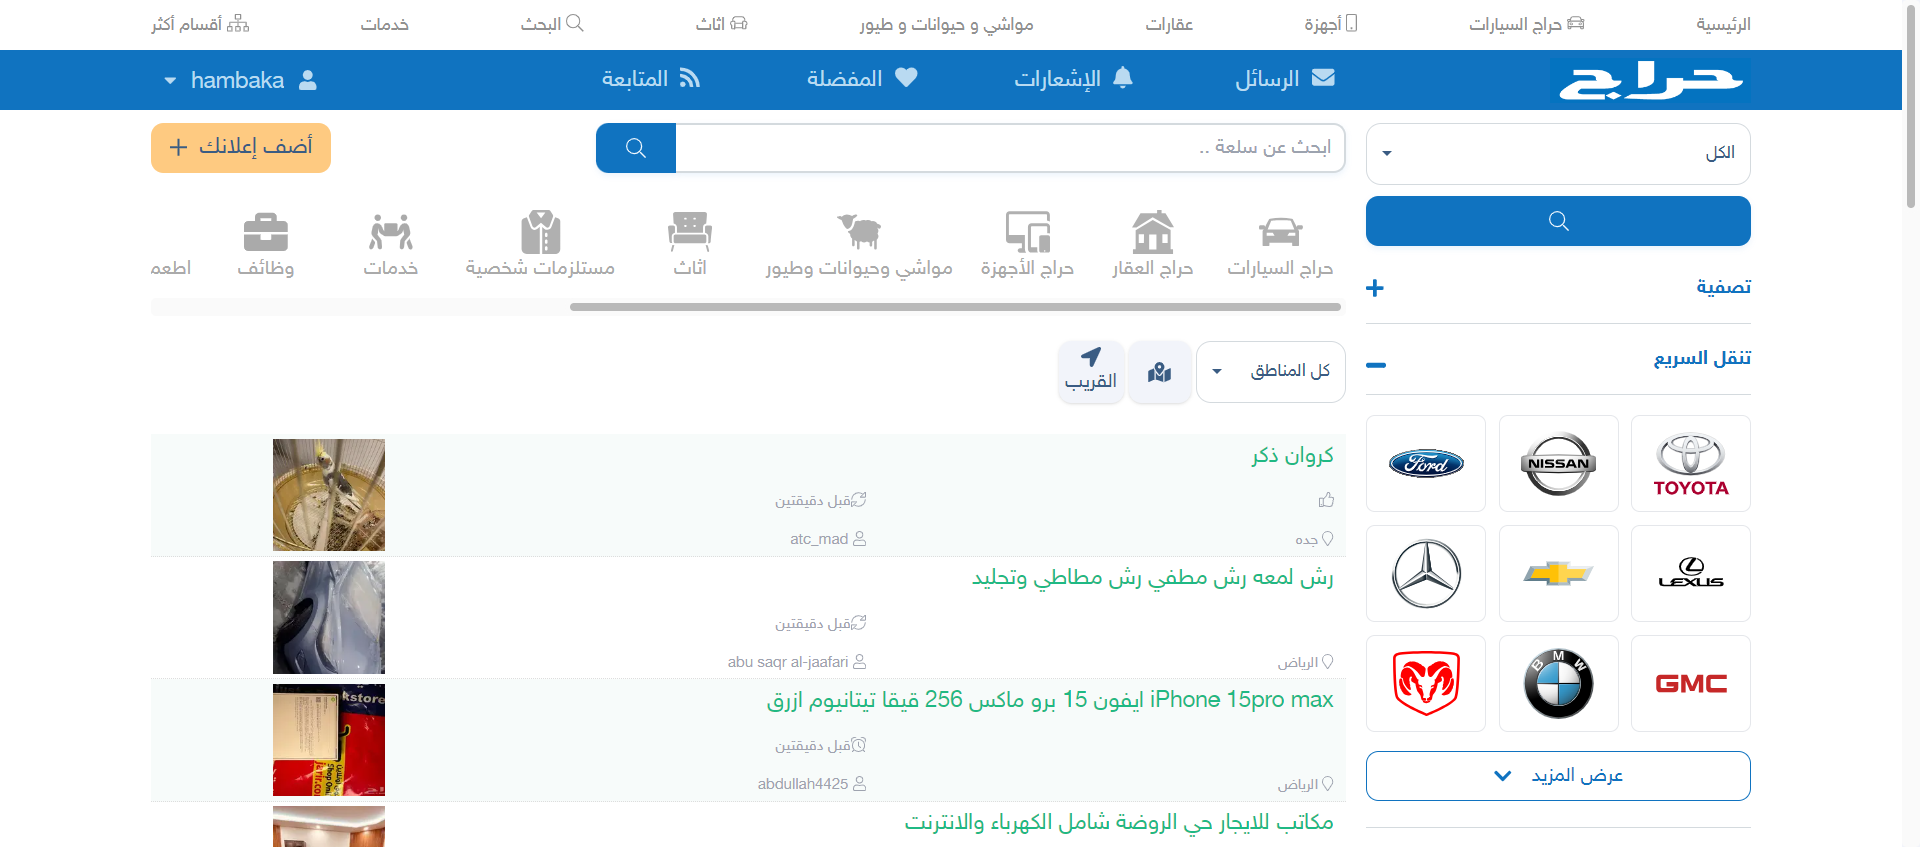 الرئيسية
حراج السيارات
أجهزة
عقارات
مواشي و حيوانات و طيور
اثاث
البحث
خدمات
أقسام أكثر
حراج
الرسائل
الإشعارات
المفضلة
المتابعة
hambaka
الكل
ابحث عن سلعة ..
أضف إعلانك +
حراج السيارات
حراج العقار
حراج الأجهزة
مواشي وحيوانات وطيور
اثاث
مستلزمات شخصية
خدمات
وظائف
اطعم
تصفية
تنقل السريع
TOYOTA
NISSAN
Ford
LEXUS
GMC
BMW
عرض المزيد
كل المناطق
القريب
كروان ذكر
قبل دقيقتين
جده
atc_mad
رش لمعه رش مطفي رش مطاطي وتجليد
قبل دقيقتين
الرياض
abu saqr al-jaafari
iPhone 15pro max ايفون 15 برو ماكس 256 قيقا تيتانيوم ازرق
قبل دقيقتين
الرياض
abdullah4425
kstore
مكاتب للايجار حي الروضة شامل الكهرباء والانترنت